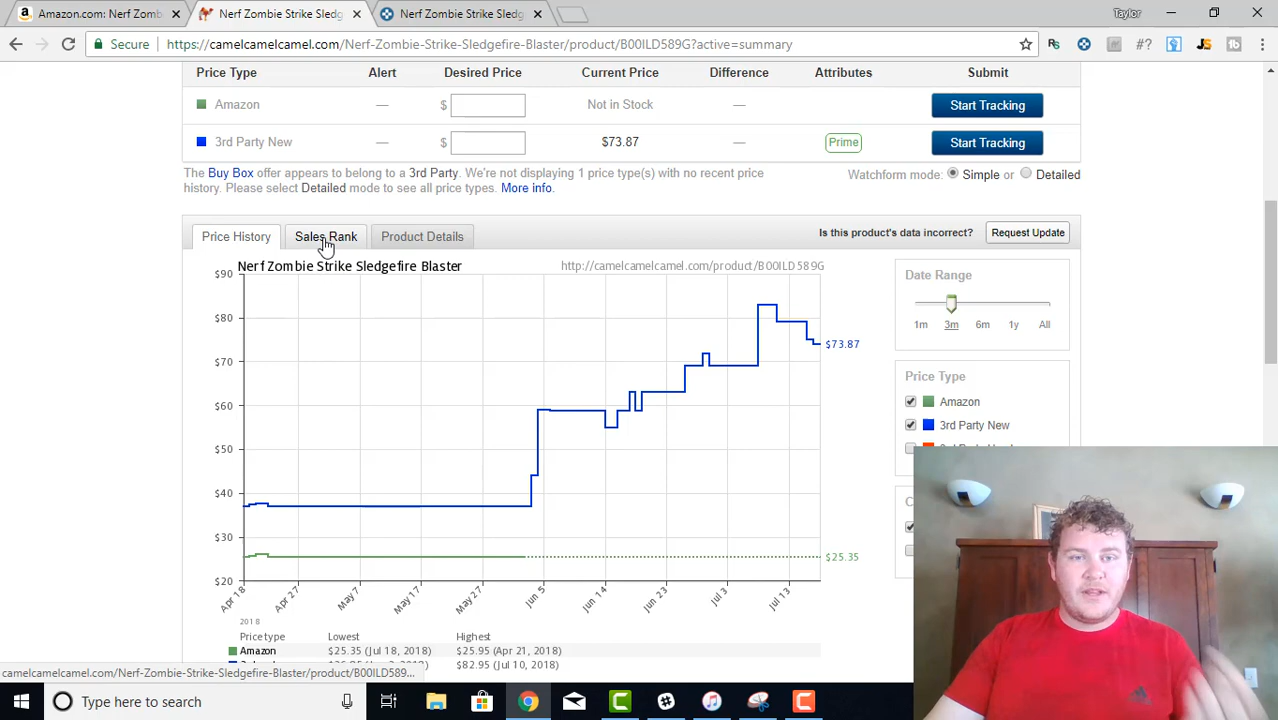 Amazon.com: Nerf Zomb
Nerf Zombie Strike Sledg
Nerf Zombie Strike Sledg
Taylor
Secure
https://camelcamelcamel.com/Nerf-Zombie-Strike-Sledgefire-Blaster/product/B00ILD589G?active=summary
Price Type Alert Desired Price Current Price Difference Attributes Submit
Amazon — $ Not in Stock — Start Tracking
3rd Party New — $ $73.87 — Prime Start Tracking
The Buy Box offer appears to belong to a 3rd Party. We're not displaying 1 price type(s) with no recent price
history. Please select Detailed mode to see all price types. More info.
Watchform mode: Simple or Detailed
Price History Sales Rank Product Details
Is this product's data incorrect? Request Update
Nerf Zombie Strike Sledgefire Blaster
http://camelcamelcamel.com/product/B00ILD589G
$90
$80
$70
$60
$50
$40
$30
$20
$73.87
$25.35
Apr 18 Apr 27 May 7 May 17 May 27 Jun 5 Jun 14 Jun 23 Jul 3 Jul 13
2018
Price type Lowest Highest
Amazon $25.35 (Jul 18, 2018) $25.95 (Apr 21, 2018)
$82.95 (Jul 10, 2018)
Date Range
1m 3m 6m 1y All
Price Type
Amazon
3rd Party New
camelcamelcamel.com/Nerf-Zombie-Strike-Sledgefire-Blaster/product/B00ILD589...
Type here to search